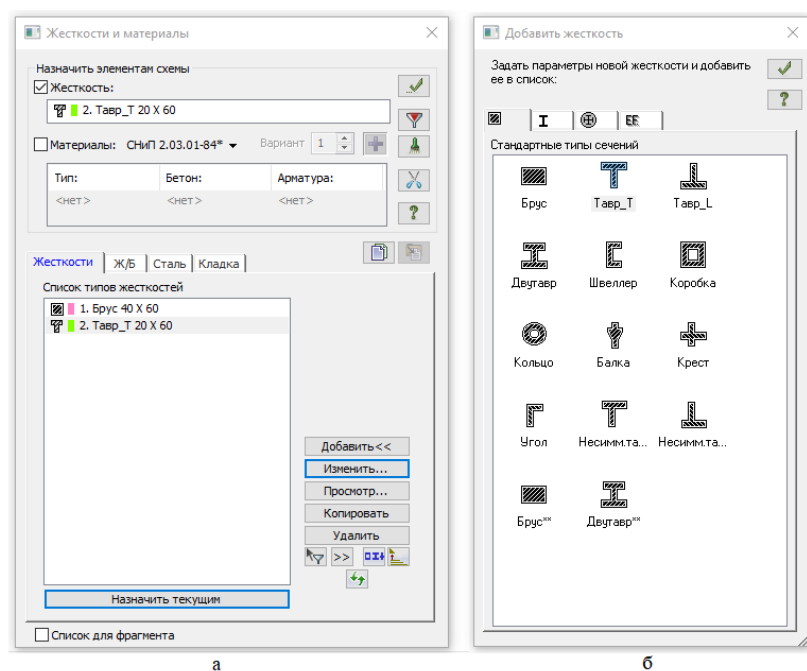 Жесткости и материалы
Назначить элементам схемы
Жесткость:
2. Тавр_T 20 X 60
Материалы: СНиП 2.03.01-84* Вариант 1
Тип: Бетон: Арматура:
<нет> <нет> <нет>
Жесткости Ж/Б Сталь Кладка
Список типов жесткостей
1. Брус 40 X 60
2. Тавр_T 20 X 60
Добавить<<
Изменить...
Просмотр...
Копировать
Удалить
>>
Назначить текущим
Список для фрагмента
а
Добавить жесткость
Задать параметры новой жесткости и добавить
ее в список:
Стандартные типы сечений
Брус Тавр_T Тавр_L
Двутавр Швеллер Коробка
Кольцо Балка Крест
Угол Несимм.та... Несимм.та...
Брус** Двутавр**
б